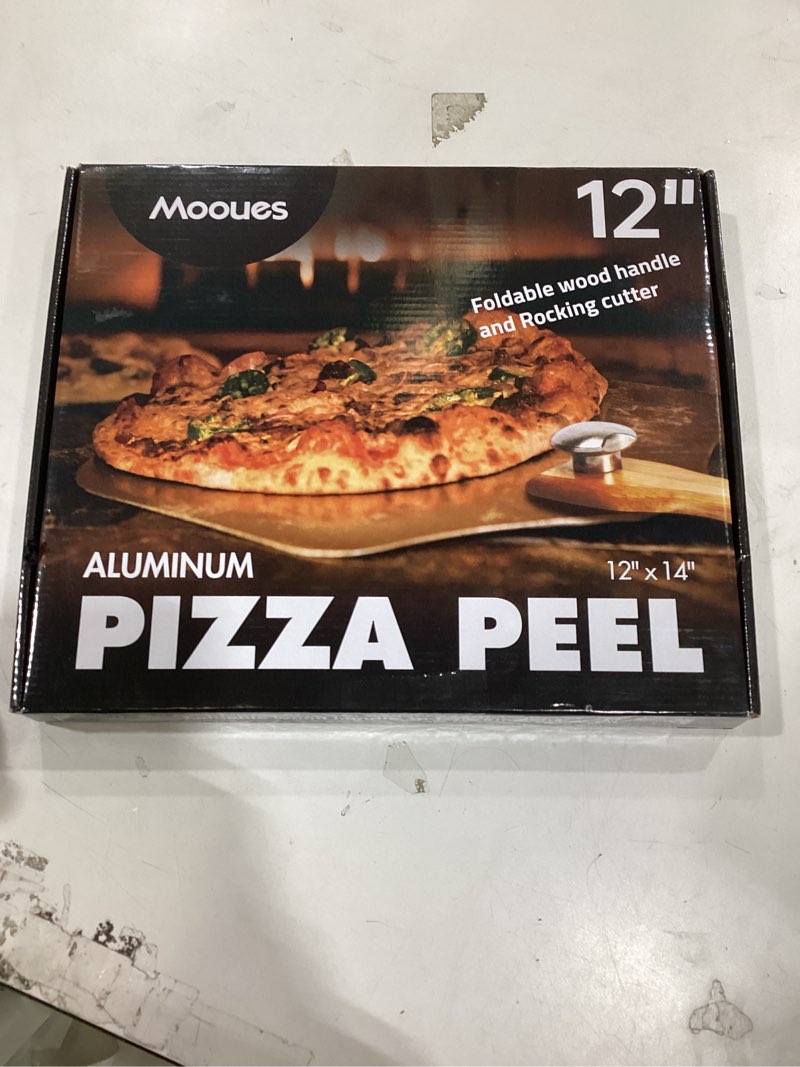 Mooues
12"
Foldable wood handle
and Rocking cutter
ALUMINUM
12" x 14"
PIZZA PEEL